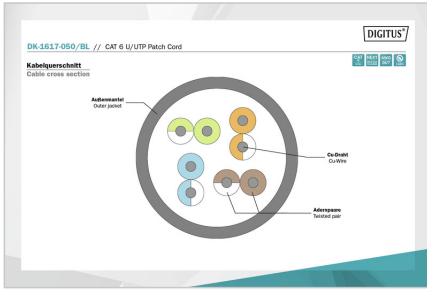 DIGITUS®
DK-1617-050/BL // CAT 6 U/UTP Patch Cord
Kabelquerschnitt
Cable cross section
Außenmantel
Outer jacket
Cu-Draht
Cu-Wire
Aderpaare
Twisted pair